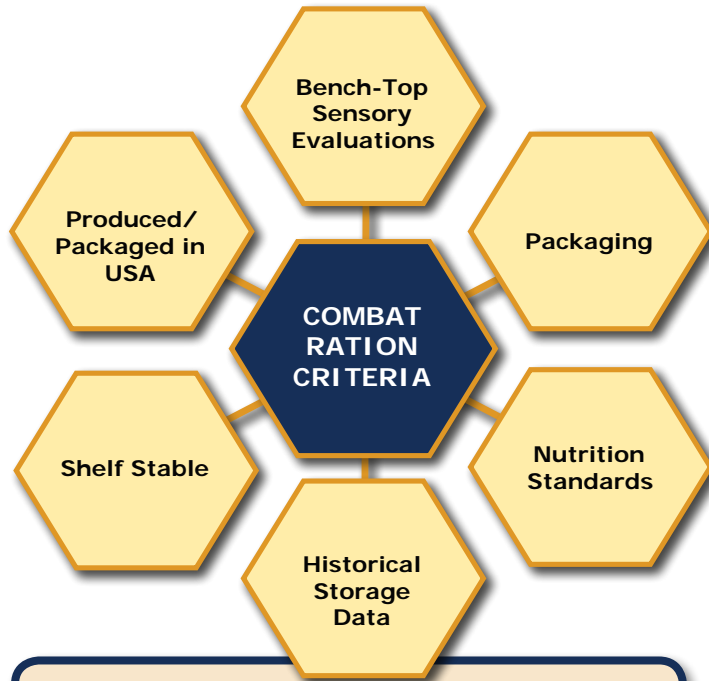 Bench-Top
Sensory
Evaluations
Produced/
Packaged in
USA
Packaging
COMBAT
RATION
CRITERIA
Shelf Stable
Nutrition
Standards
Historical
Storage
Data